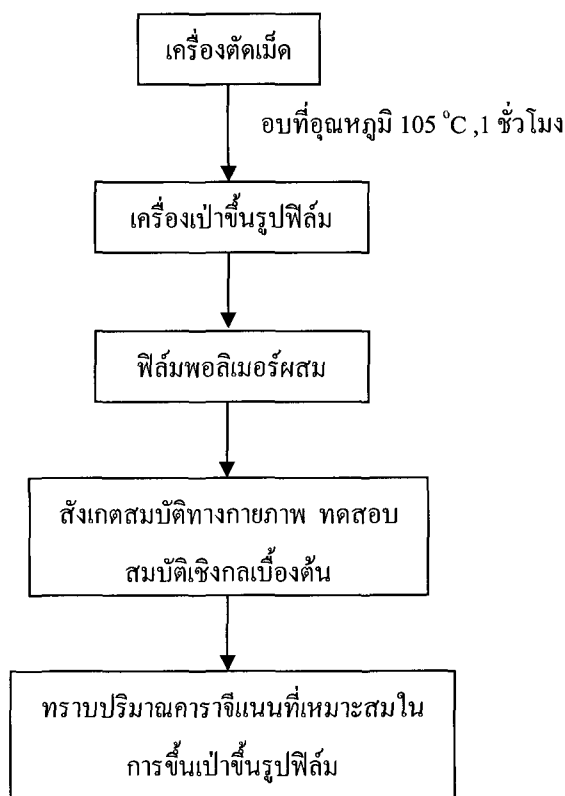 เครื่องตัดเม็ด
อบที่อุณหภูมิ 105 °C ,1 ชั่วโมง
เครื่องเป่าขึ้นรูปฟิล์ม
ฟิล์มพอลิเมอร์ผสม
สังเกตสมบัติทางกายภาพ ทดสอบ
สมบัติเชิงกลเบื้องต้น
ทราบปริมาณคาราจีแนนที่เหมาะสมใน
การขึ้นเป่าขึ้นรูปฟิล์ม